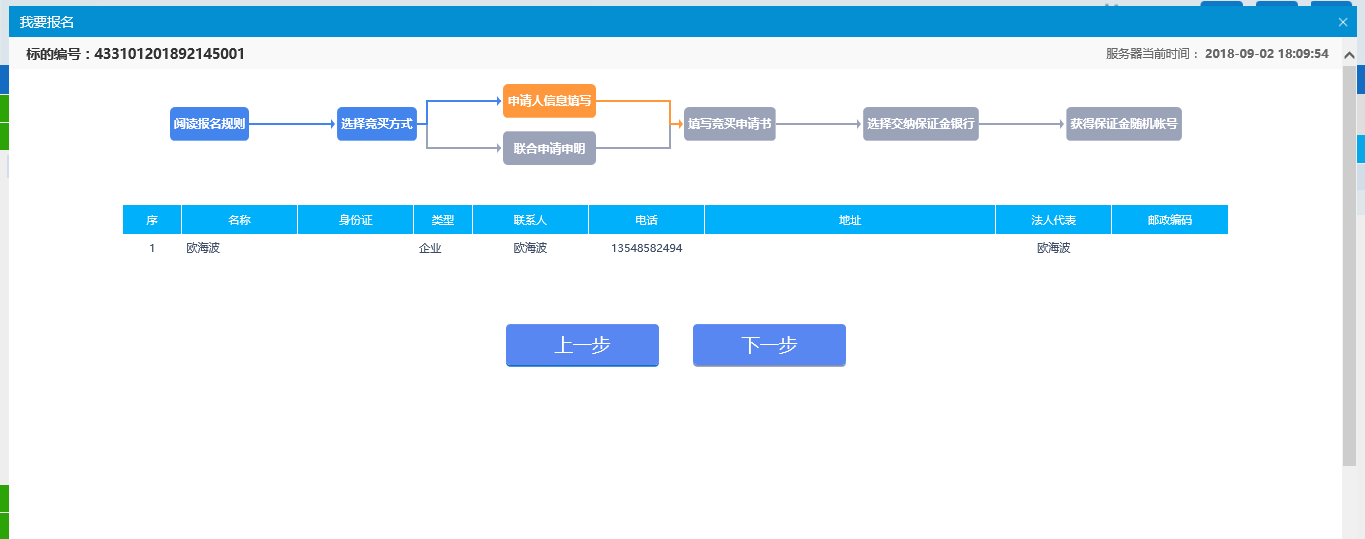 我要报名
标的编号：433101201892145001
服务器当前时间： 2018-09-02 18:09:54
阅读报名规则
选择竞买方式
申请人信息填写
联合申请申明
填写竞买申请书
选择交纳保证金银行
获得保证金随机帐号
序 名称 身份证 类型 联系人 电话 地址 法人代表 邮政编码
1 欧海波 企业 欧海波 13548582494 欧海波
上一步 下一步